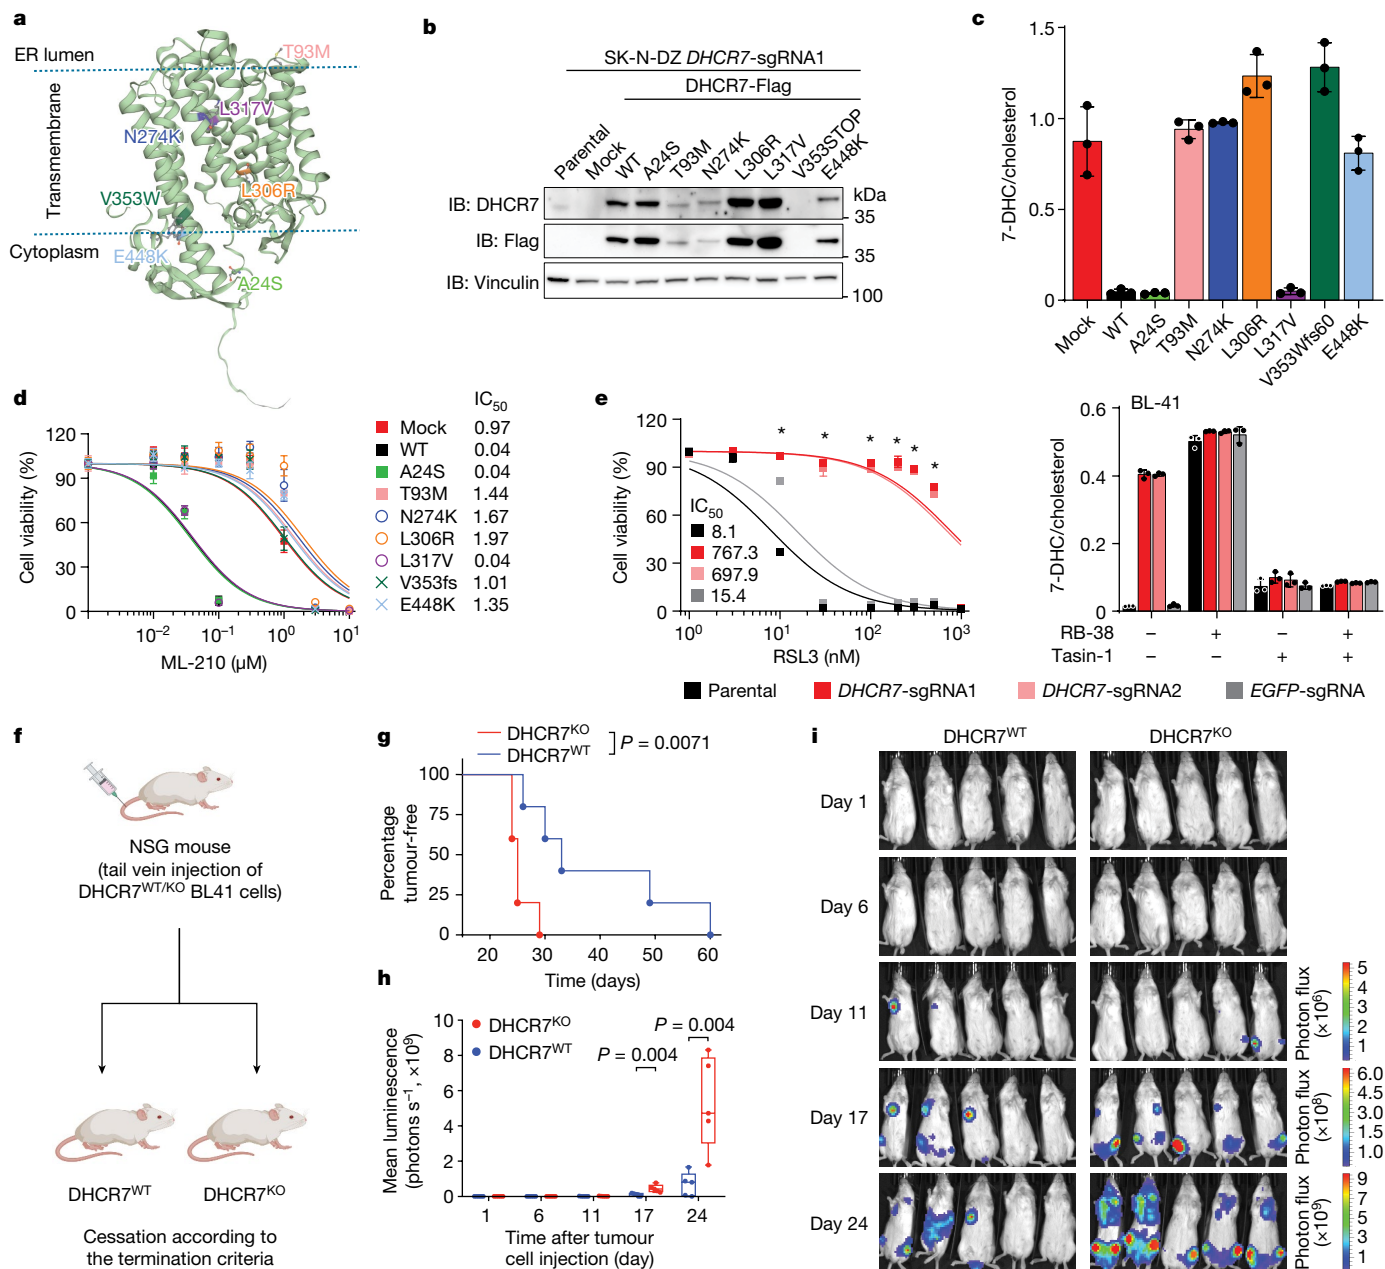 a
ER lumen
T93M
Transmembrane
L317V
N274K
V353W
L306R
Cytoplasm
E448K
A24S
b
SK-N-DZ DHCR7-sgRNA1
DHCR7-Flag
Parental
Mock
WT
A24S
T93M
N274K
L306R
L317V
V353STOP
E448K
kDa
IB: DHCR7
35
IB: Flag
35
IB: Vinculin
100
c
7-DHC/cholesterol
1.5
1.0
0.5
0
Mock
WT
A24S
T93M
N274K
L306R
L317V
V353Wfs60
E448K
d
Cell viability (%)
120
90
60
30
0
10⁻²
10⁻¹
10⁰
10¹
ML-210 (µM)
IC₅₀
Mock 0.97
WT 0.04
A24S 0.04
T93M 1.44
N274K 1.67
L306R 1.97
L317V 0.04
V353fs 1.01
E448K 1.35
e
Cell viability (%)
120
90
60
30
0
* * * * * *
IC₅₀
8.1
767.3
697.9
15.4
10⁰
10¹
10²
10³
RSL3 (nM)
BL-41
7-DHC/cholesterol
0.6
0.4
0.2
0
RB-38 – + – +
Tasin-1 – – + +
Parental
DHCR7-sgRNA1
DHCR7-sgRNA2
EGFP-sgRNA
f
NSG mouse
(tail vein injection of
DHCR7ᵂᵀ/ᴷᴼ BL41 cells)
DHCR7ᵂᵀ
DHCR7ᴷᴼ
Cessation according to
the termination criteria
g
DHCR7ᴷᴼ
DHCR7ᵂᵀ
P = 0.0071
Percentage
tumour-free
100
75
50
25
0
20
30
40
50
60
Time (days)
h
DHCR7ᴷᴼ
DHCR7ᵂᵀ
P = 0.004
P = 0.004
Mean luminescence
(photons s⁻¹, ×10⁹)
10
8
6
4
2
0
1
6
11
17
24
Time after tumour
cell injection (day)
i
DHCR7ᵂᵀ
DHCR7ᴷᴼ
Day 1
Day 6
Day 11
Photon flux
(×10⁶)
5
4
3
2
1
Day 17
Photon flux
(×10⁸)
6.0
4.5
2.5
1.0
Day 24
Photon flux
(×10⁹)
9
7
5
3
1